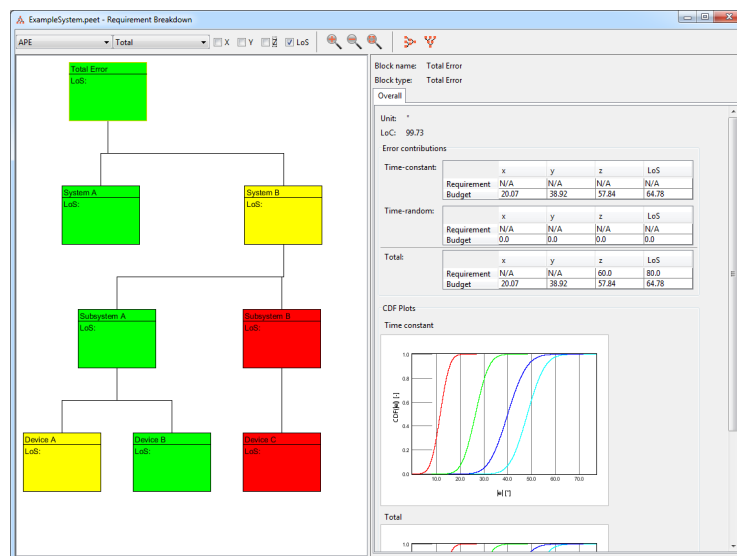 ExampleSystem.peet - Requirement Breakdown
APE Total X Y Z LoS
Total Error
LoS:
System A
LoS:
System B
LoS:
Subsystem A
LoS:
Subsystem B
LoS:
Device A
LoS:
Device B
LoS:
Device C
LoS:
Block name: Total Error
Block type: Total Error
Overall
Unit: "
LoC: 99.73
Error contributions
Time-constant:
x y z LoS
Requirement N/A N/A N/A N/A
Budget 20.07 38.92 57.84 64.78
Time-random:
x y z LoS
Requirement N/A N/A N/A N/A
Budget 0.0 0.0 0.0 0.0
Total:
x y z LoS
Requirement N/A N/A 60.0 80.0
Budget 20.07 38.92 57.84 64.78
CDF Plots
Time constant
1.0
0.8
0.6
0.4
0.2
0.0
CDF(|e|) [-]
10.0 20.0 30.0 40.0 50.0 60.0 70.0
|e| ["]
Total
1.0